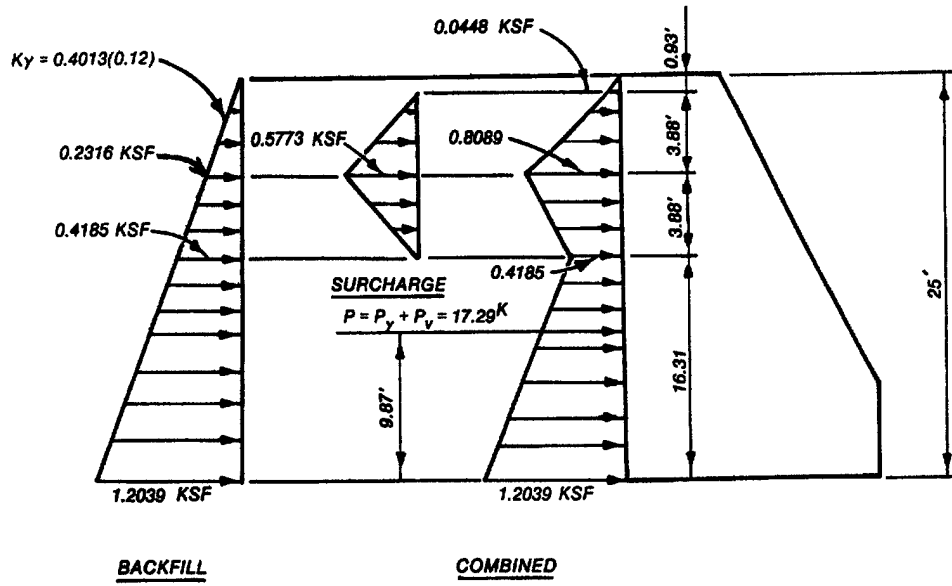 0.0448 KSF
Kγ = 0.4013(0.12)
0.93'
0.2316 KSF
0.5773 KSF
0.8089
3.88'
3.88'
0.4185 KSF
0.4185
SURCHARGE
P = Pγ + Pv = 17.29K
9.87'
16.31
25'
1.2039 KSF
1.2039 KSF
BACKFILL
COMBINED